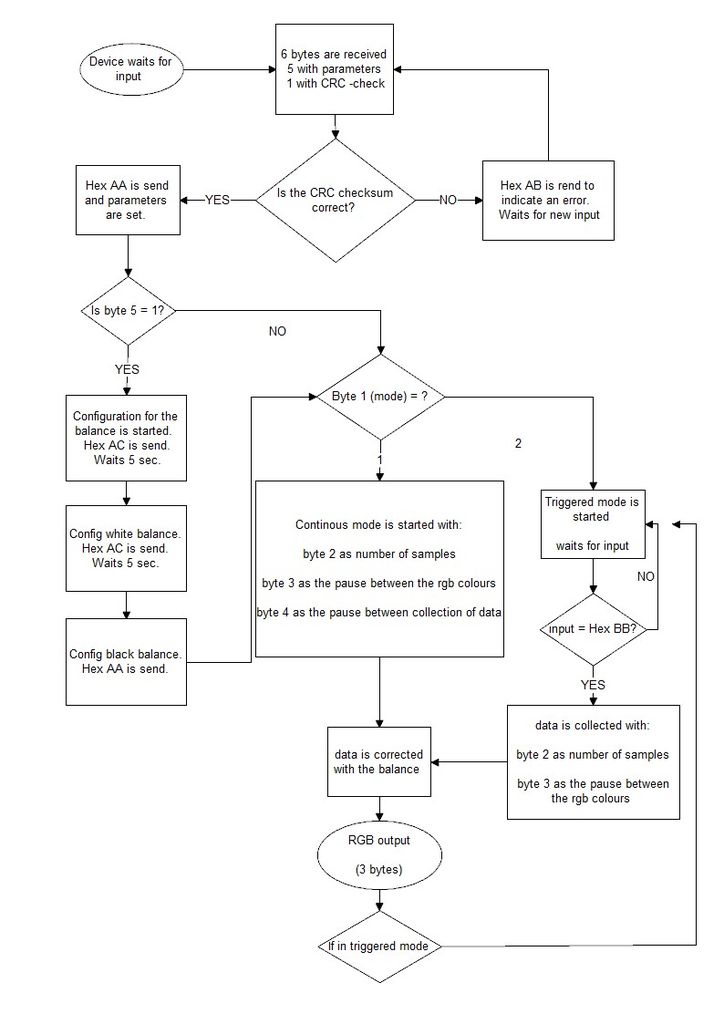 Device waits for
input
6 bytes are received
5 with parameters
1 with CRC -check
Hex AA is send
and parameters
are set.
YES
Is the CRC checksum
correct?
NO
Hex AB is rend to
indicate an error.
Waits for new input
Is byte 5 = 1?
NO
YES
Byte 1 (mode) = ?
Configuration for the
balance is started.
Hex AC is send.
Waits 5 sec.
1
2
Config white balance.
Hex AC is send.
Waits 5 sec.
Continous mode is started with:
byte 2 as number of samples
byte 3 as the pause between the rgb colours
byte 4 as the pause between collection of data
Triggered mode is
started
waits for input
NO
Config black balance.
Hex AA is send.
input = Hex BB?
YES
data is collected with:
byte 2 as number of samples
byte 3 as the pause between
the rgb colours
data is corrected
with the balance
RGB output
(3 bytes)
If in triggered mode